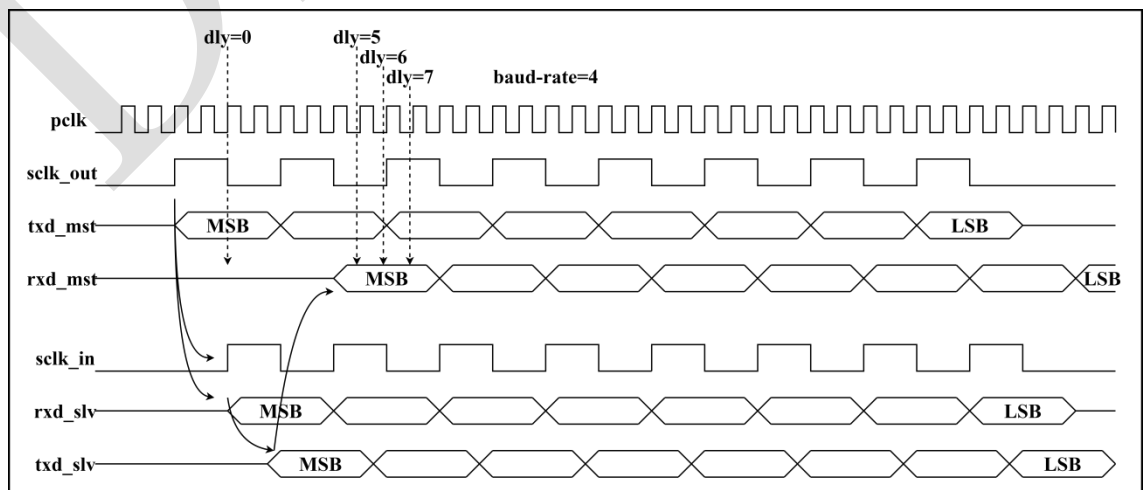 dly=0 dly=5
dly=6
dly=7 baud-rate=4
pclk
sclk_out
txd_mst MSB LSB
rxd_mst MSB LSB
sclk_in
rxd_slv MSB LSB
txd_slv MSB LSB